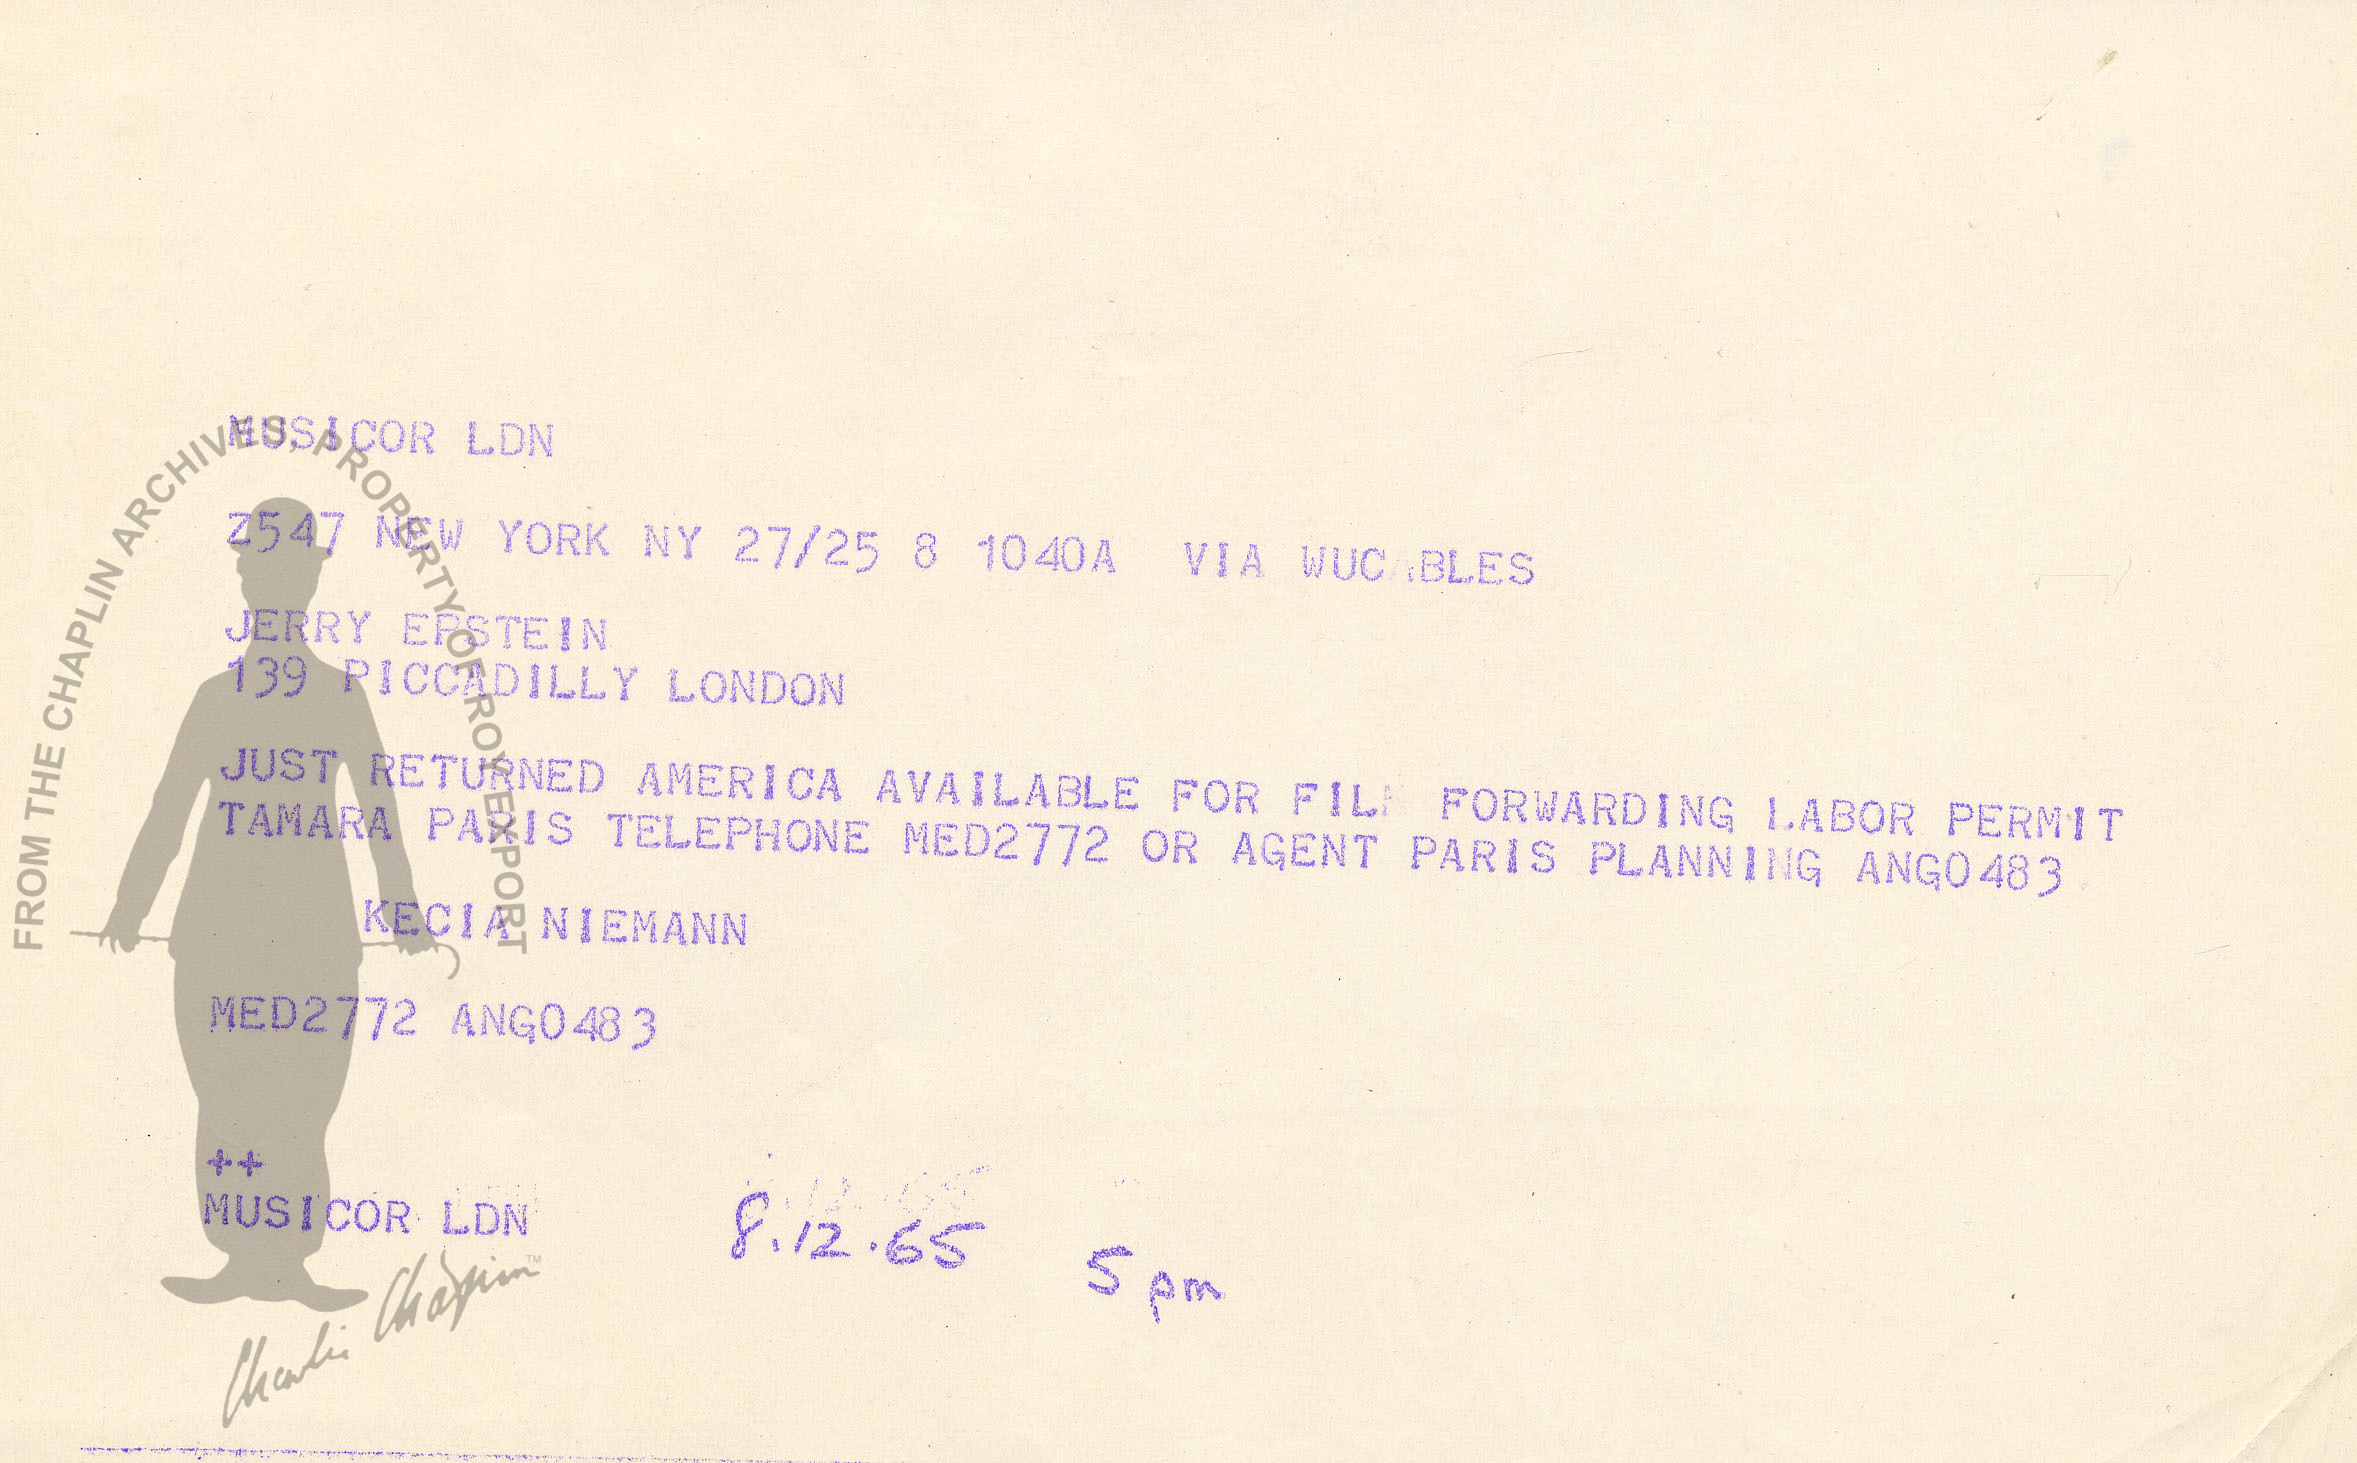 MUSICOR LDN
Z547 NEW YORK NY 27/25 8 1040A VIA WUCABLES
JERRY EPSTEIN
139 PICCADILLY LONDON
JUST RETURNED AMERICA AVAILABLE FOR FILM FORWARDING LABOR PERMIT
TAMARA PARIS TELEPHONE MED2772 OR AGENT PARIS PLANNING ANG0483
KECIA NIEMANN
MED2772 ANG0483
++
MUSICOR LDN
8.12.65 5 pm
FROM THE CHAPLIN ARCHIVES, PROPERTY OF ROY EXPORT
Charlie Chaplin™